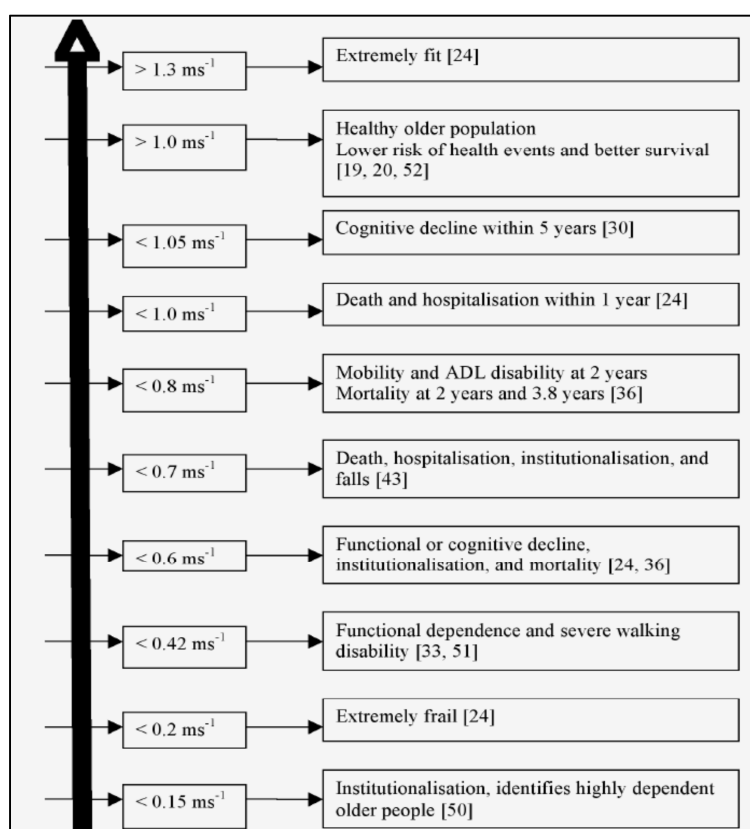 > 1.3 ms⁻¹
Extremely fit [24]
> 1.0 ms⁻¹
Healthy older population
Lower risk of health events and better survival
[19, 20, 52]
< 1.05 ms⁻¹
Cognitive decline within 5 years [30]
< 1.0 ms⁻¹
Death and hospitalisation within 1 year [24]
< 0.8 ms⁻¹
Mobility and ADL disability at 2 years
Mortality at 2 years and 3.8 years [36]
< 0.7 ms⁻¹
Death, hospitalisation, institutionalisation, and
falls [43]
< 0.6 ms⁻¹
Functional or cognitive decline,
institutionalisation, and mortality [24, 36]
< 0.42 ms⁻¹
Functional dependence and severe walking
disability [33, 51]
< 0.2 ms⁻¹
Extremely frail [24]
< 0.15 ms⁻¹
Institutionalisation, identifies highly dependent
older people [50]